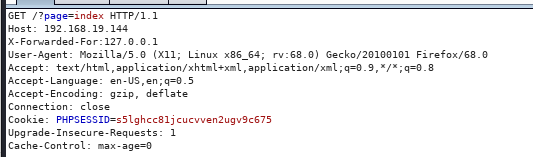 GET /?page=index HTTP/1.1
Host: 192.168.19.144
X-Forwarded-For:127.0.0.1
User-Agent: Mozilla/5.0 (X11; Linux x86_64; rv:68.0) Gecko/20100101 Firefox/68.0
Accept: text/html,application/xhtml+xml,application/xml;q=0.9,*/*;q=0.8
Accept-Language: en-US,en;q=0.5
Accept-Encoding: gzip, deflate
Connection: close
Cookie: PHPSESSID=s5lghcc81jcucvven2ugv9c675
Upgrade-Insecure-Requests: 1
Cache-Control: max-age=0